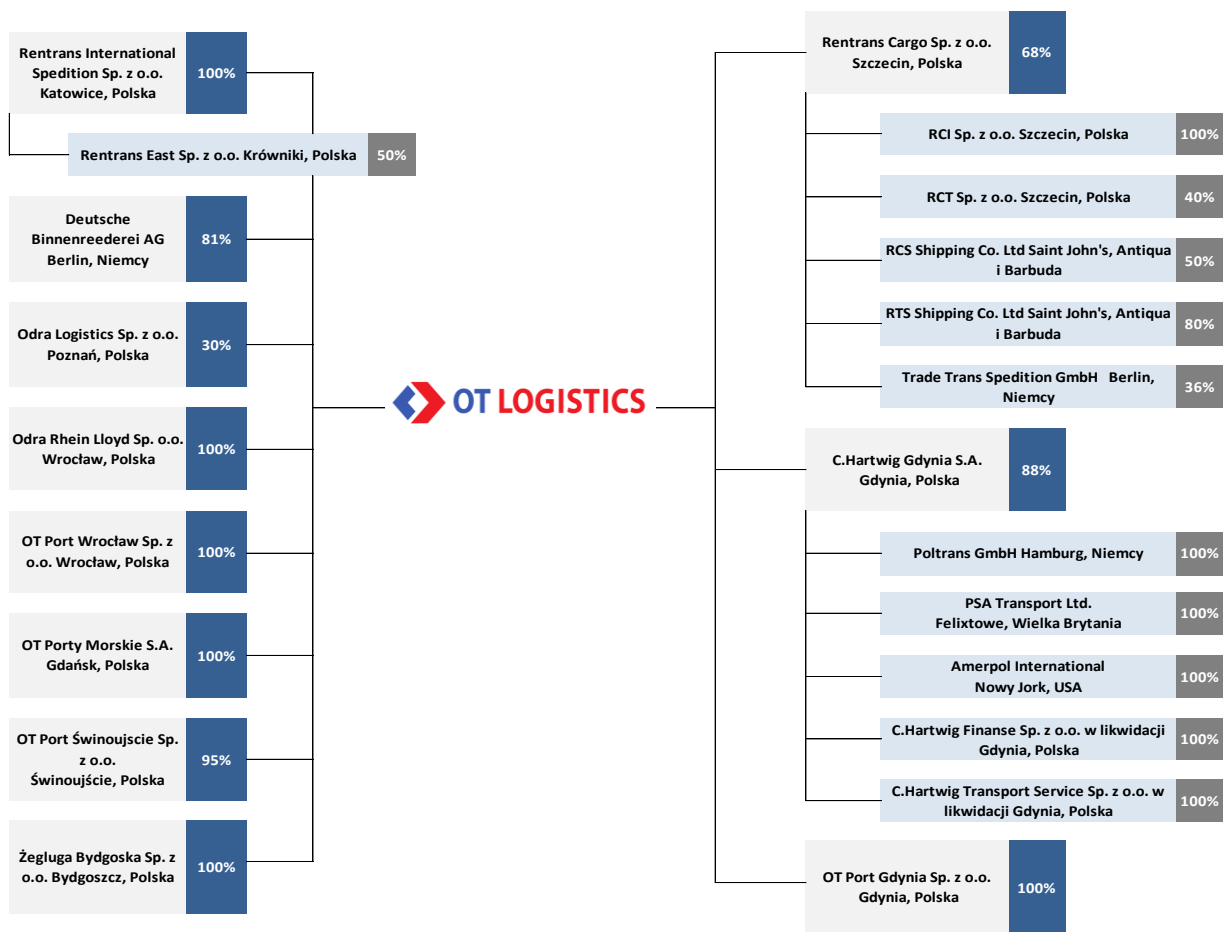 Rentrans International
Spedition Sp. z o.o.
Katowice, Polska
100%
Rentrans East Sp. z o.o. Krówniki, Polska
50%
Deutsche
Binnenreederei AG
Berlin, Niemcy
81%
Odra Logistics Sp. z o.o.
Poznań, Polska
30%
Odra Rhein Lloyd Sp. o.o.
Wrocław, Polska
100%
OT Port Wrocław Sp. z
o.o. Wrocław, Polska
100%
OT Porty Morskie S.A.
Gdańsk, Polska
100%
OT Port Świnoujscie Sp.
z o.o.
Świnoujście, Polska
95%
Żegluga Bydgoska Sp. z
o.o. Bydgoszcz, Polska
100%
OT LOGISTICS
Rentrans Cargo Sp. z o.o.
Szczecin, Polska
68%
RCI Sp. z o.o. Szczecin, Polska
100%
RCT Sp. z o.o. Szczecin, Polska
40%
RCS Shipping Co. Ltd Saint John's, Antiqua
i Barbuda
50%
RTS Shipping Co. Ltd Saint John's, Antiqua
i Barbuda
80%
Trade Trans Spedition GmbH Berlin,
Niemcy
36%
C.Hartwig Gdynia S.A.
Gdynia, Polska
88%
Poltrans GmbH Hamburg, Niemcy
100%
PSA Transport Ltd.
Felixtowe, Wielka Brytania
100%
Amerpol International
Nowy Jork, USA
100%
C.Hartwig Finanse Sp. z o.o. w likwidacji
Gdynia, Polska
100%
C.Hartwig Transport Service Sp. z o.o. w
likwidacji Gdynia, Polska
100%
OT Port Gdynia Sp. z o.o.
Gdynia, Polska
100%